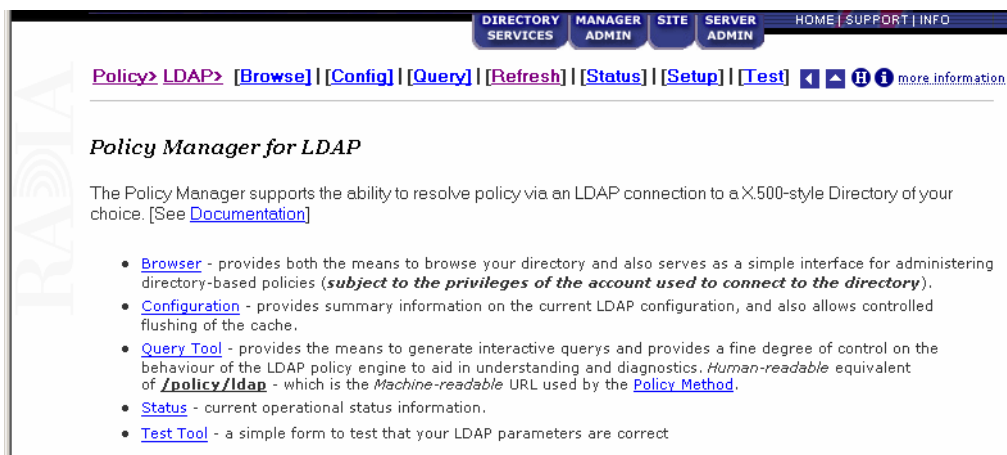 DIRECTORY SERVICES MANAGER ADMIN SITE SERVER ADMIN HOME | SUPPORT | INFO
Policy> LDAP> [Browse] | [Config] | [Query] | [Refresh] | [Status] | [Setup] | [Test] H i more information
RADIA
Policy Manager for LDAP
The Policy Manager supports the ability to resolve policy via an LDAP connection to a X.500-style Directory of your
choice. [See Documentation]
• Browser - provides both the means to browse your directory and also serves as a simple interface for administering
directory-based policies (subject to the privileges of the account used to connect to the directory).
• Configuration - provides summary information on the current LDAP configuration, and also allows controlled
flushing of the cache.
• Query Tool - provides the means to generate interactive querys and provides a fine degree of control on the
behaviour of the LDAP policy engine to aid in understanding and diagnostics. Human-readable equivalent
of /policy/ldap - which is the Machine-readable URL used by the Policy Method.
• Status - current operational status information.
• Test Tool - a simple form to test that your LDAP parameters are correct